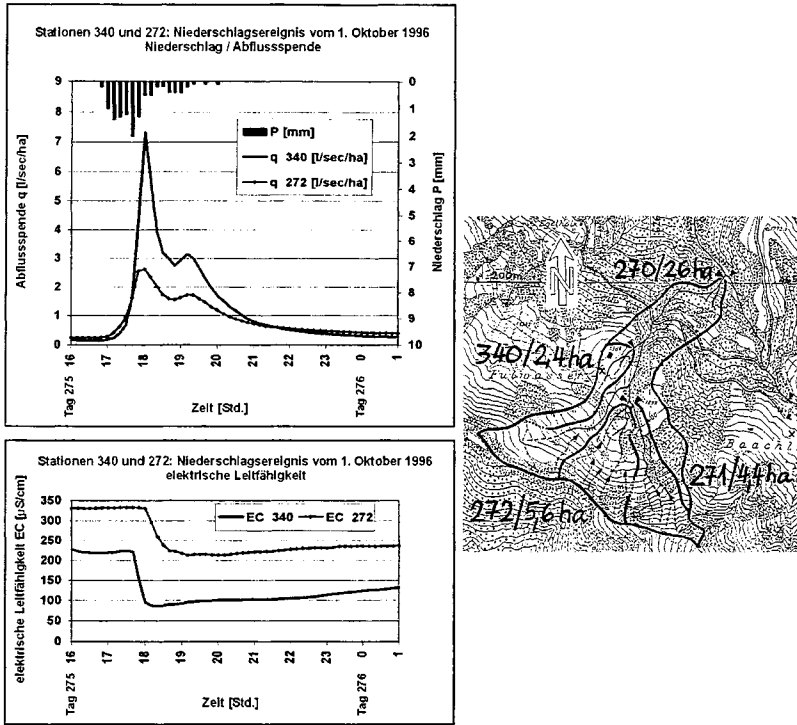 Stationen 340 und 272: Niederschlagsereignis vom 1. Oktober 1996
Niederschlag / Abflussspende
Abflussspende q [l/sec/ha]
9
8
7
6
5
4
3
2
1
0
Niederschlag P [mm]
0
1
2
3
4
5
6
7
8
9
10
P [mm]
q 340 [l/sec/ha]
q 272 [l/sec/ha]
16 17 18 19 20 21 22 23 0 1
Tag 275
Tag 276
Zeit [Std.]
Stationen 340 und 272: Niederschlagsereignis vom 1. Oktober 1996
elektrische Leitfähigkeit
elektrische Leitfähigkeit EC [µS/cm]
350
300
250
200
150
100
50
0
EC 340 EC 272
16 17 18 19 20 21 22 23 0 1
Tag 275
Tag 276
Zeit [Std.]
200m
N
270/26ha
340/2,4ha
271/4,4ha
272/5,6ha